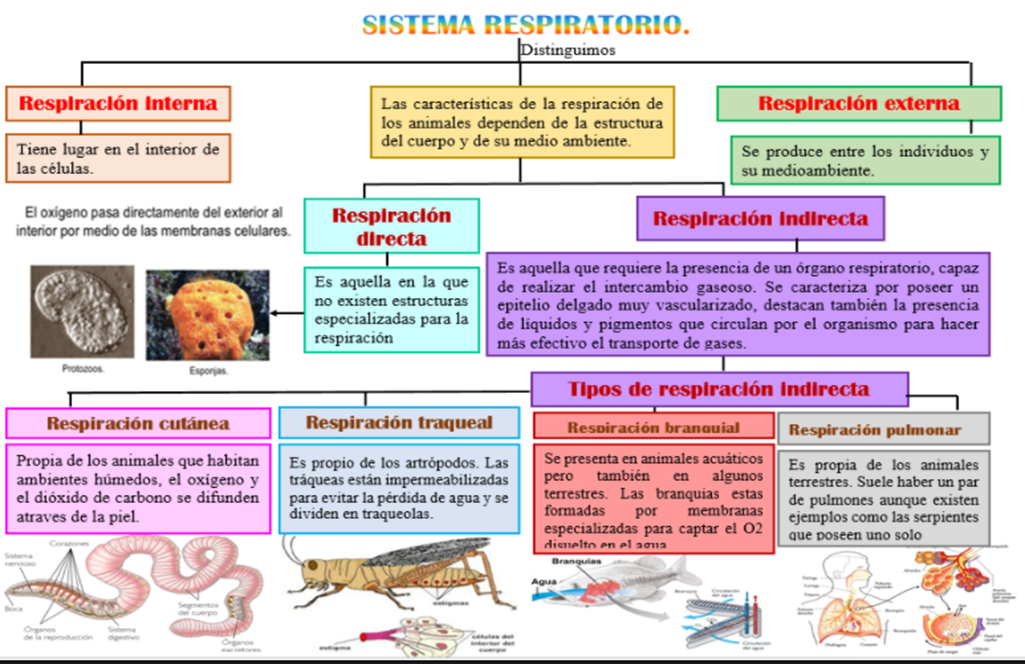 SISTEMA RESPIRATORIO.
Distinguimos
Respiración interna
Tiene lugar en el interior de
las células.
Las características de la respiración de
los animales dependen de la estructura
del cuerpo y de su medio ambiente.
Respiración externa
Se produce entre los individuos y
su medioambiente.
El oxígeno pasa directamente del exterior al
interior por medio de las membranas celulares.
Protozoos.
Esponjas.
Respiración
directa
Es aquella en la que
no existen estructuras
especializadas para la
respiración
Respiración indirecta
Es aquella que requiere la presencia de un órgano respiratorio, capaz
de realizar el intercambio gaseoso. Se caracteriza por poseer un
epitelio delgado muy vascularizado, destacan también la presencia
de líquidos y pigmentos que circulan por el organismo para hacer
más efectivo el transporte de gases.
Tipos de respiración indirecta
Respiración cutánea
Propia de los animales que habitan
ambientes húmedos, el oxígeno y
el dióxido de carbono se difunden
atraves de la piel.
Corazones
Sistema
nervioso
Boca
Órganos
de la reproducción
Sistema
digestivo
Segmentos
del cuerpo
Órganos
excretores
Respiración traqueal
Es propio de los artrópodos. Las
tráqueas están impermeabilizadas
para evitar la pérdida de agua y se
dividen en traqueolas.
estigmas
estigma
células del
interior del
cuerpo
Respiración branquial
Se presenta en animales acuáticos
pero también en algunos
terrestres. Las branquias estas
formadas por membranas
especializadas para captar el O2
disuelto en el agua
Branquias
Agua
Branquia
Circulación
del agua
Circulación
del agua
Respiración pulmonar
Es propia de los animales
terrestres. Suele haber un par
de pulmones aunque existen
ejemplos como las serpientes
que poseen uno solo